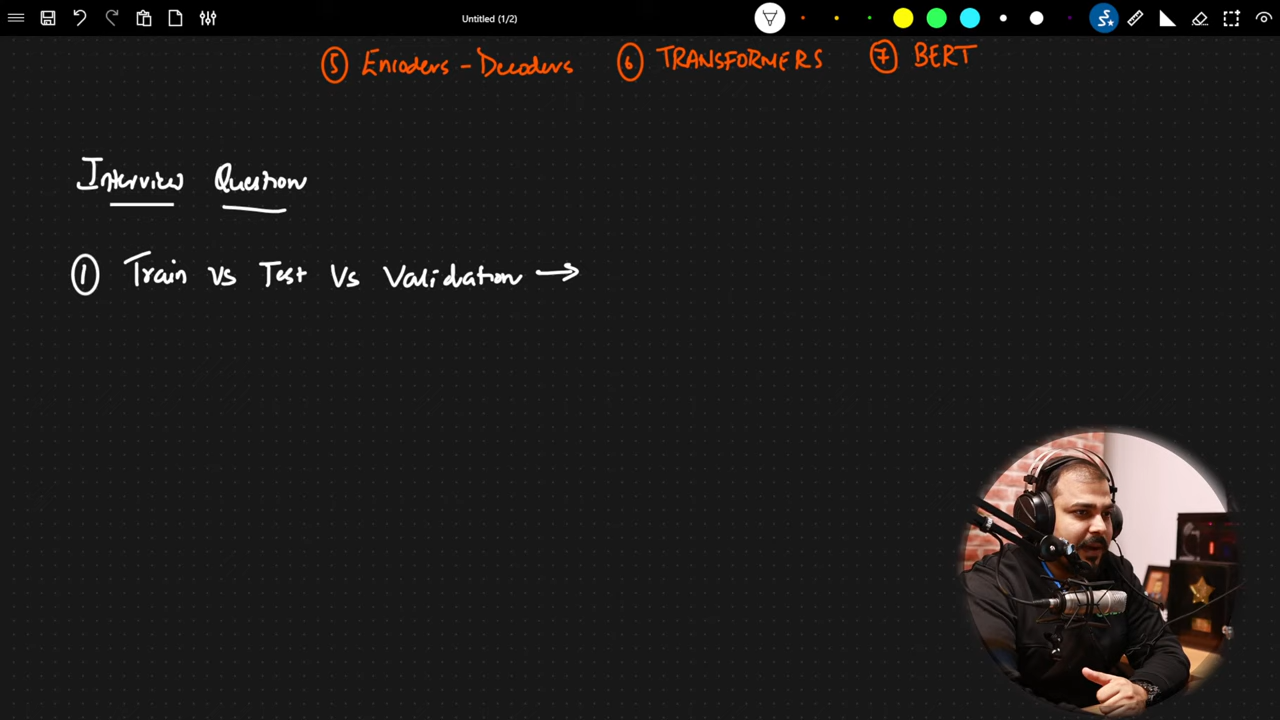 Untitled (1/2)
⑤ Encoders - Decoders ⑥ TRANSFORMERS ⑦ BERT
Interview Question
① Train vs Test Vs Validation →